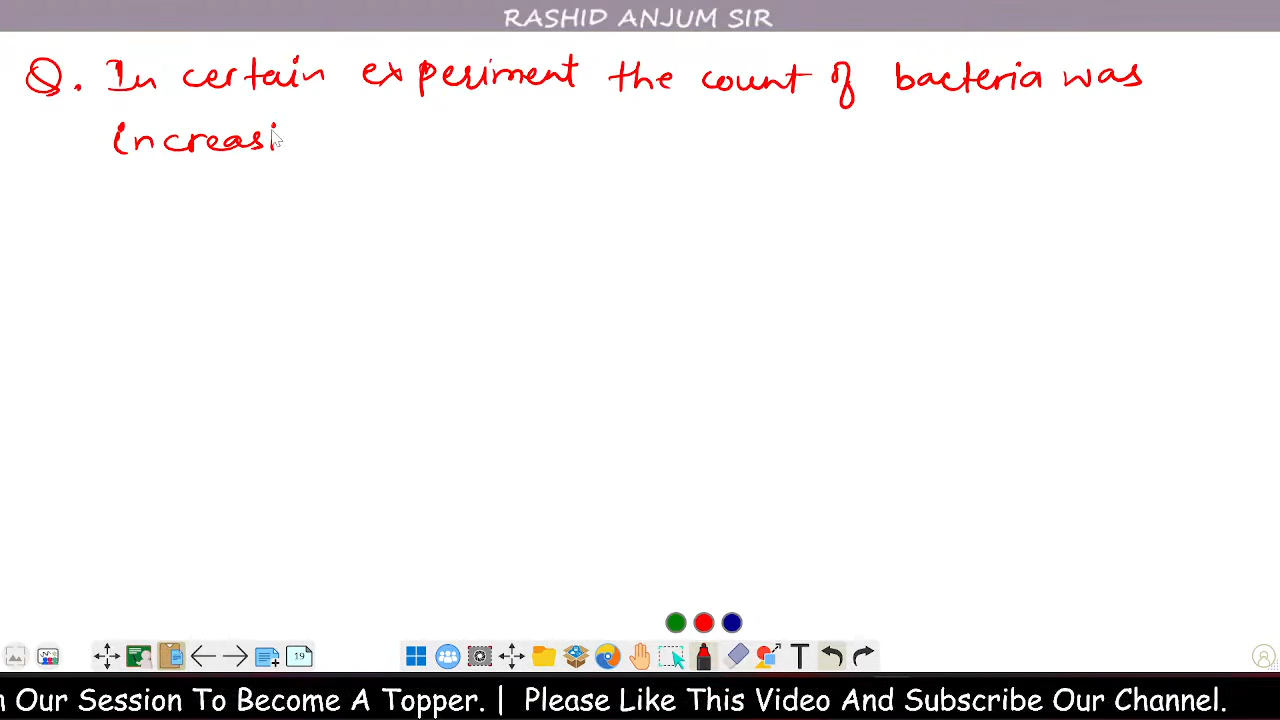 RASHID ANJUM SIR
Q. In certain experiment the count of bacteria was
increasi
19
n Our Session To Become A Topper. | Please Like This Video And Subscribe Our Channel.